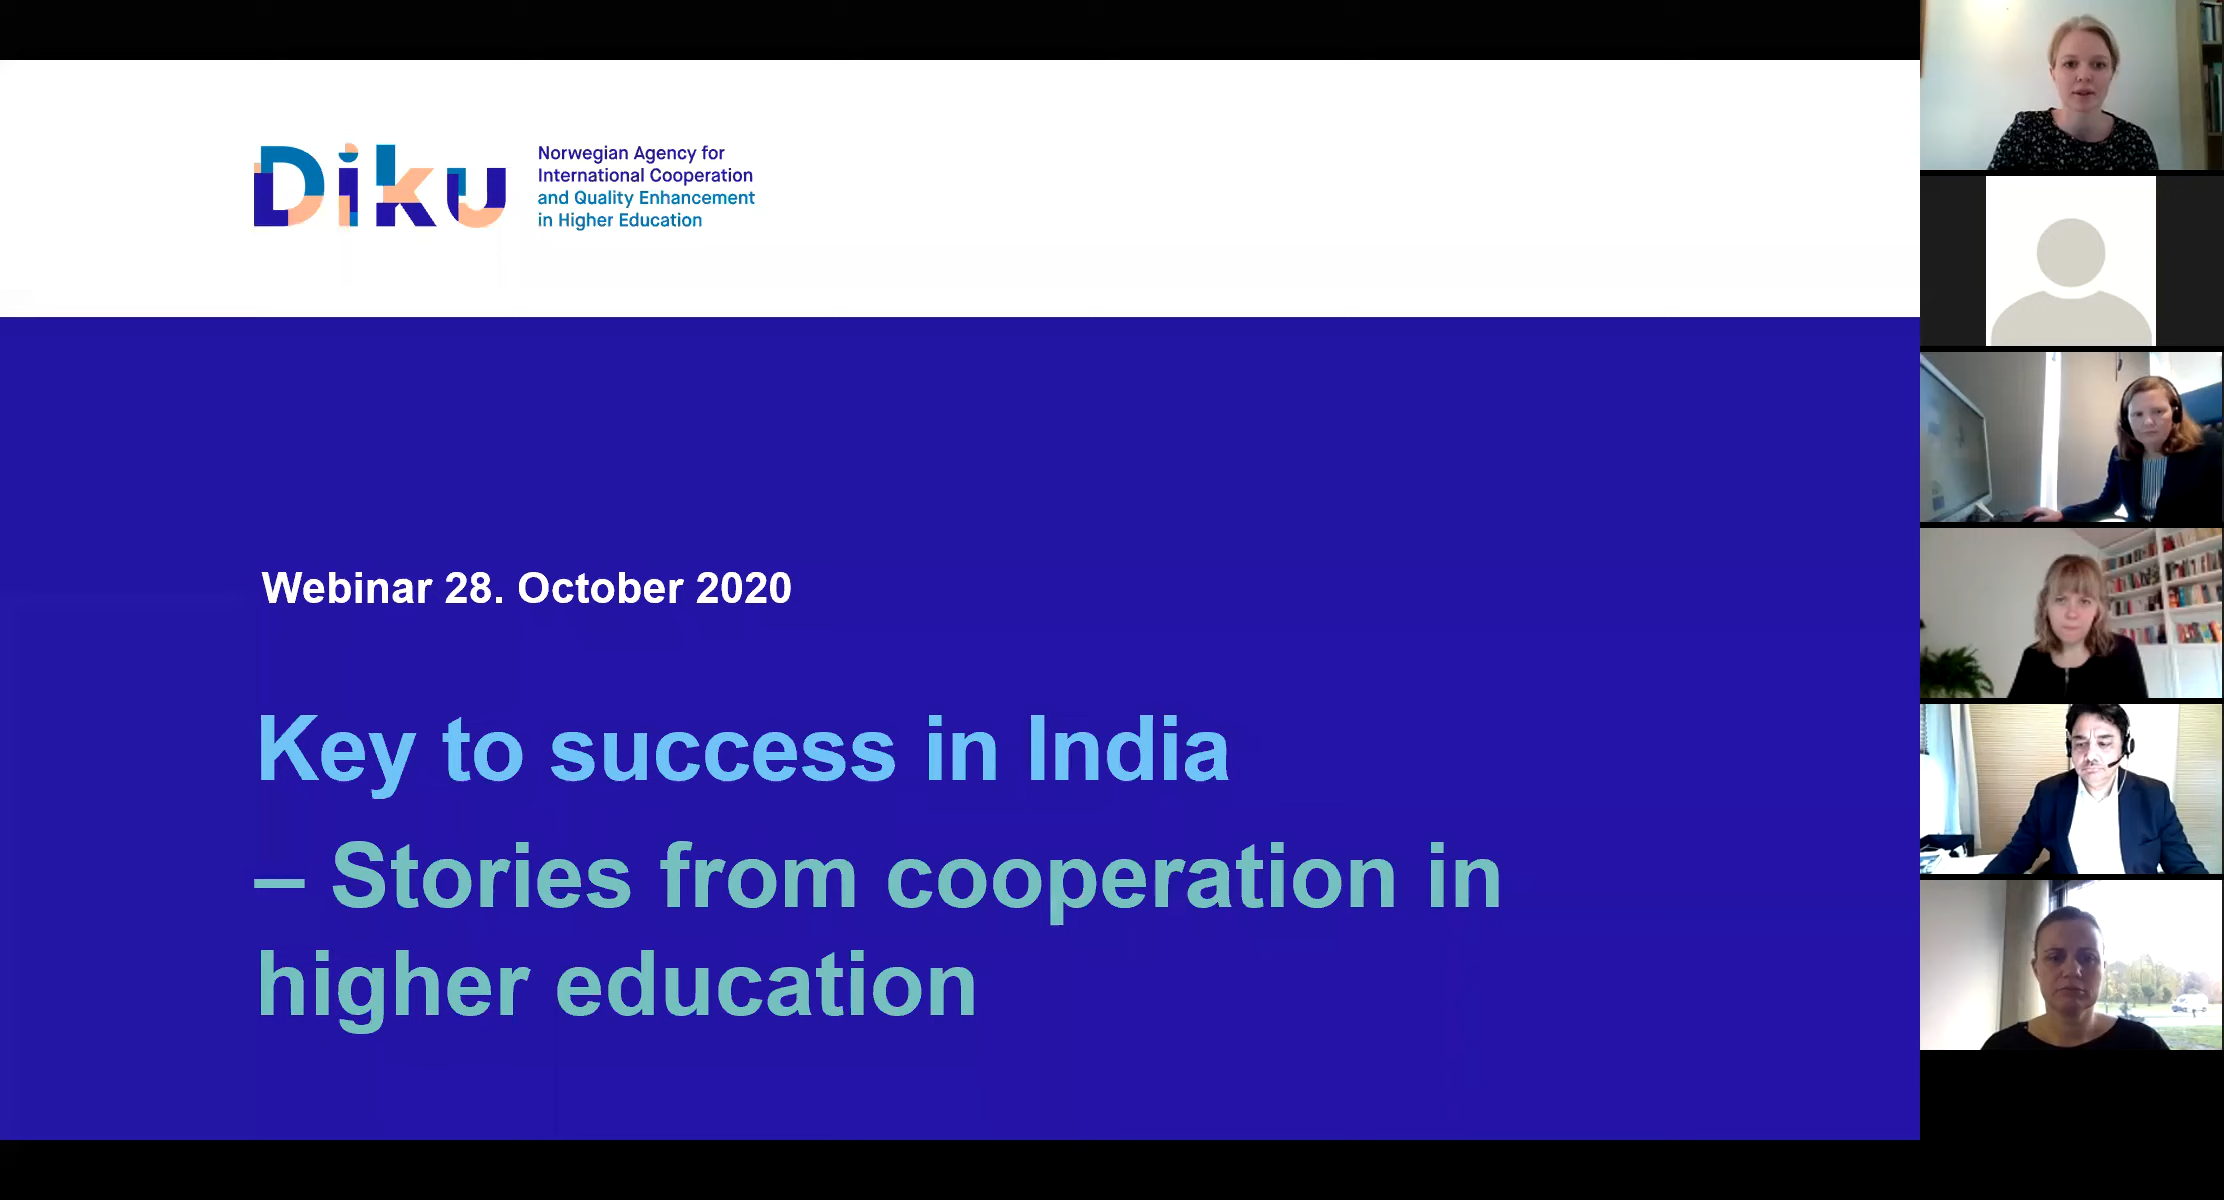 Diku
Norwegian Agency for
International Cooperation
and Quality Enhancement
in Higher Education
Webinar 28. October 2020
Key to success in India
– Stories from cooperation in
higher education